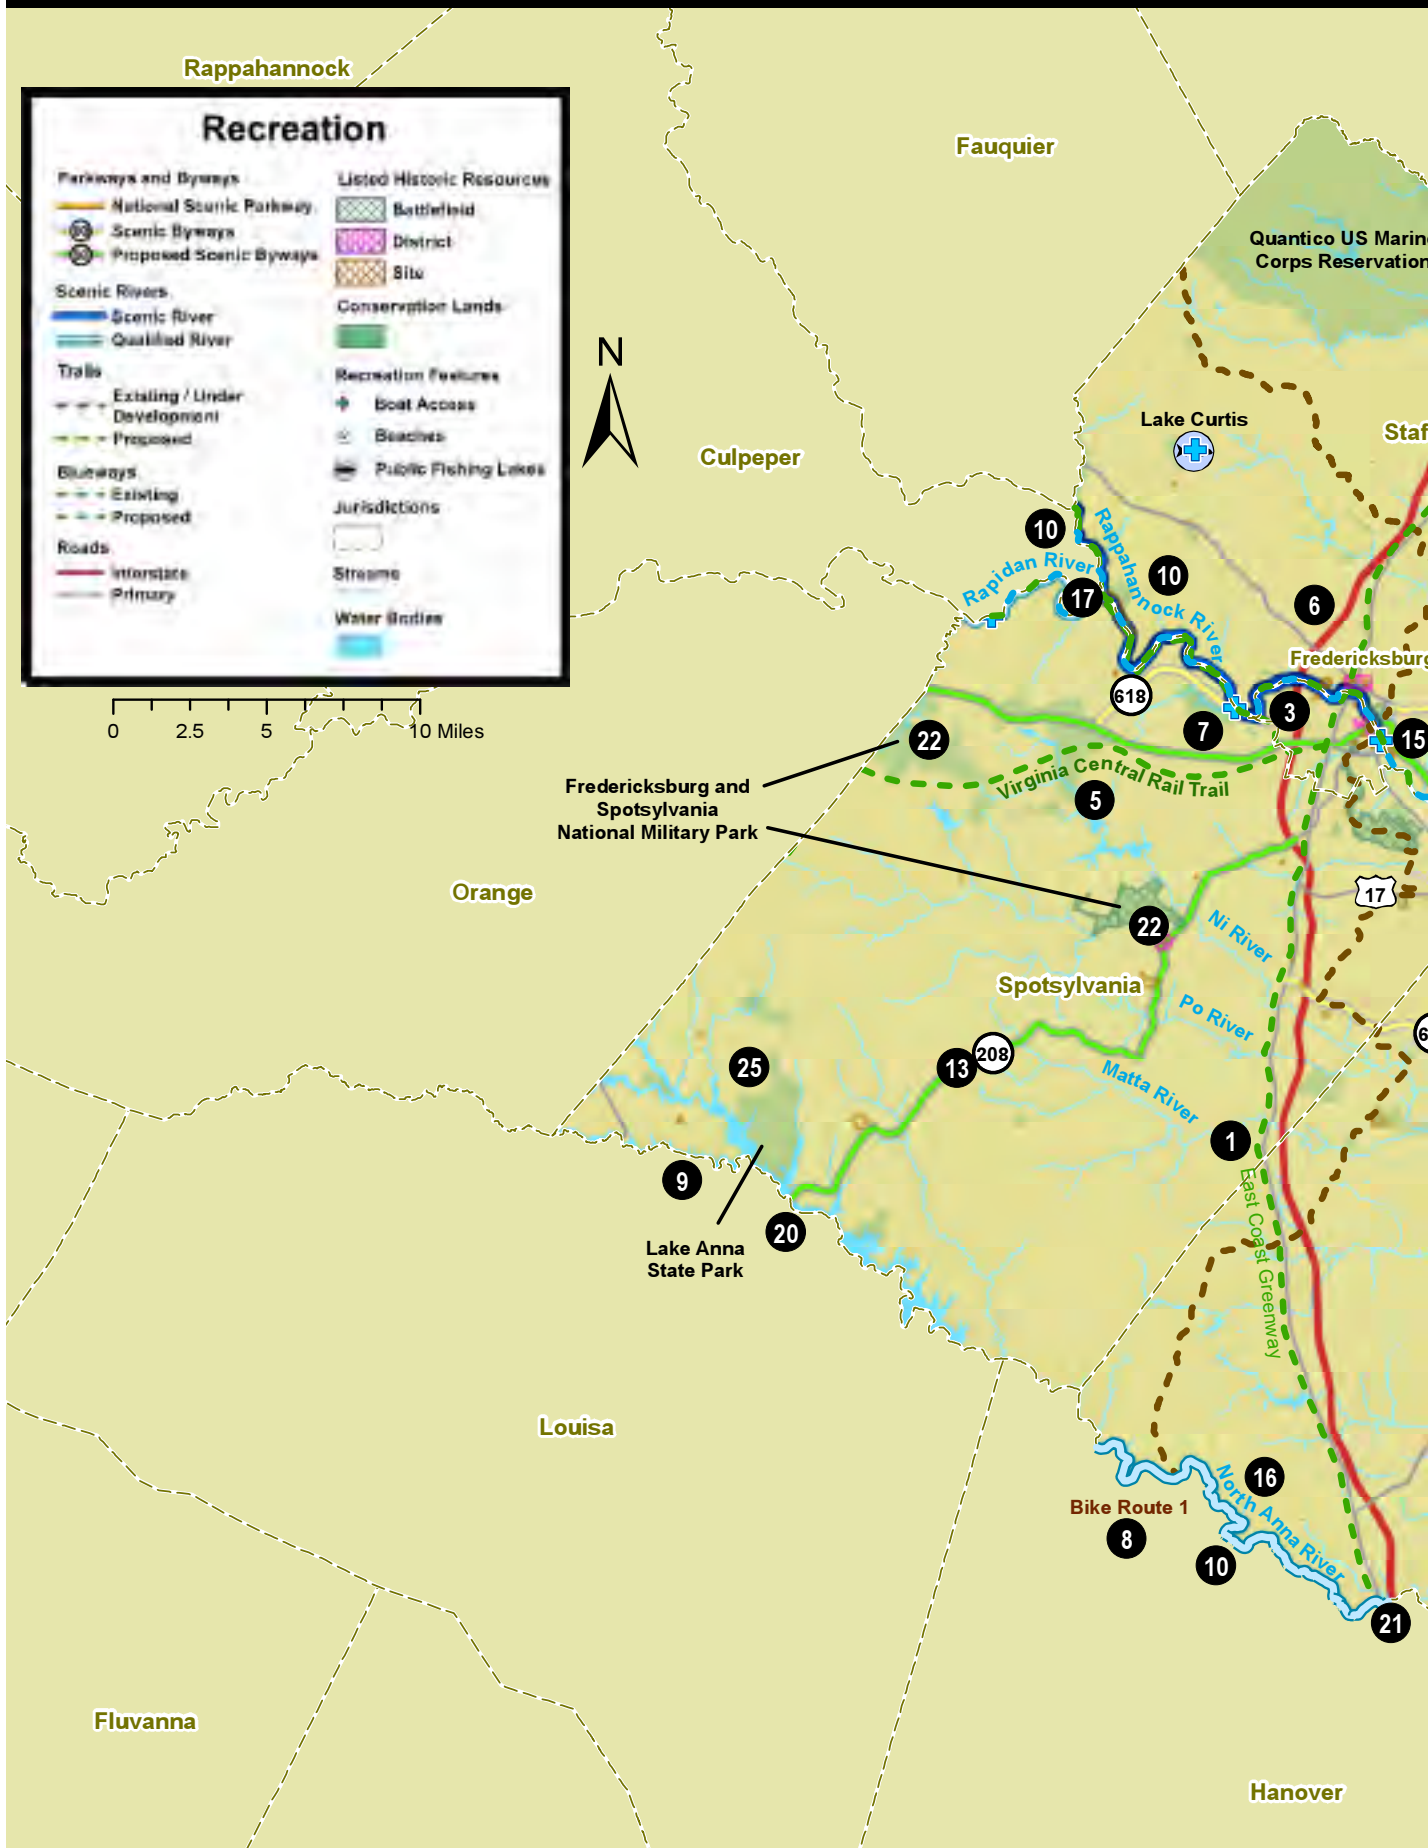 Rappahannock
Recreation
Parkways and Byways
National Scenic Parkway
Scenic Byways
Proposed Scenic Byways
Scenic Rivers
Scenic River
Qualified River
Trails
Existing / Under
Development
Proposed
Blueways
Existing
Proposed
Roads
Interstate
Primary
Listed Historic Resources
Battlefield
District
Site
Conservation Lands
Recreation Features
Boat Access
Beaches
Public Fishing Lakes
Jurisdictions
Streams
Water Bodies
N
0 2.5 5 10 Miles
Fauquier
Quantico US Marin
Corps Reservation
Lake Curtis
Staf
Culpeper
10
Rappahannock River
10
Rapidan River
17
6
Fredericksburg
618
3
7
15
22
Virginia Central Rail Trail
5
Fredericksburg and
Spotsylvania
National Military Park
Orange
17
22
Ni River
Spotsylvania
Po River
6
208
13
25
Matta River
1
9
East Coast Greenway
20
Lake Anna
State Park
Louisa
16
North Anna River
Bike Route 1
8
10
21
Fluvanna
Hanover